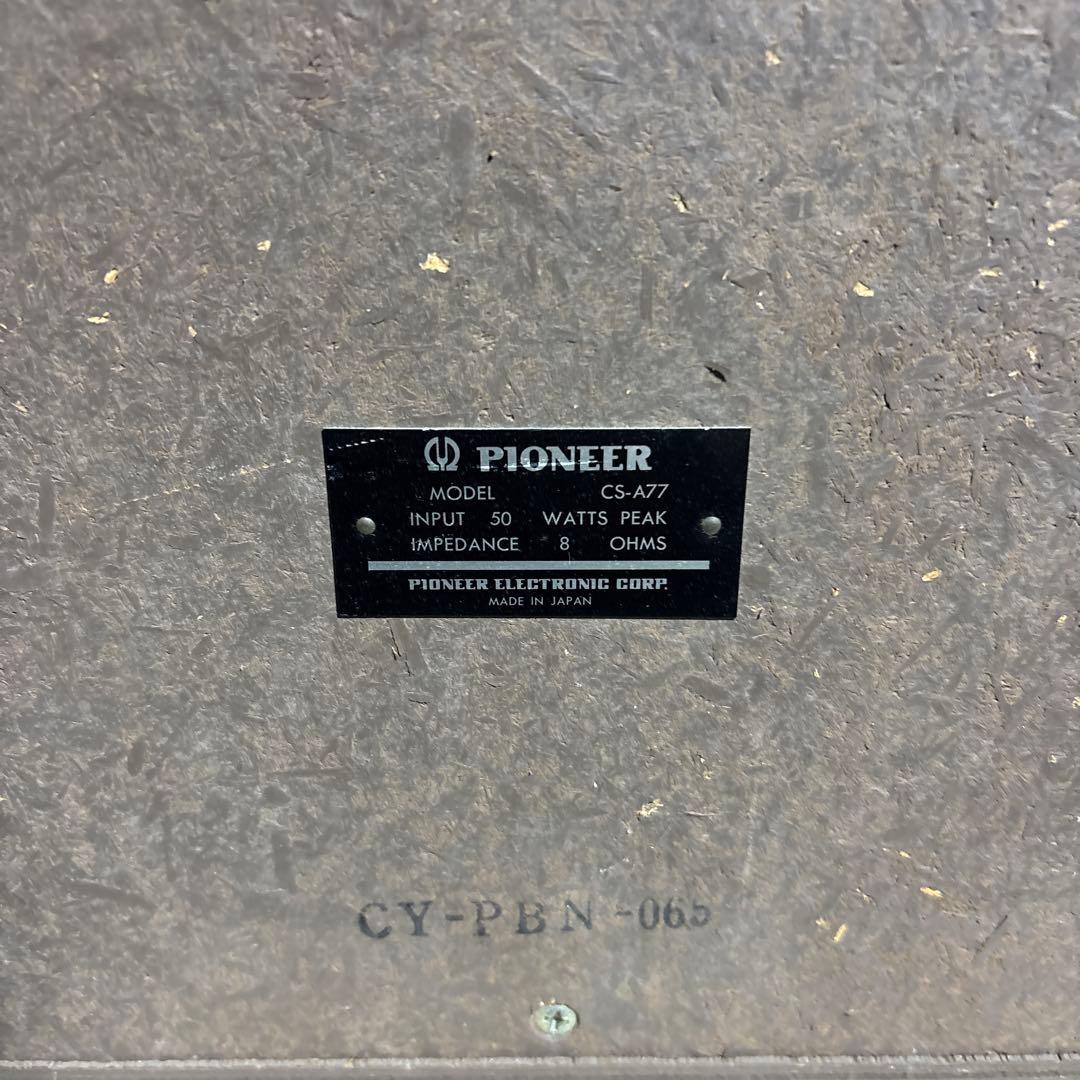 PIONEER
MODEL CS-A77
INPUT 50 WATTS PEAK
IMPEDANCE 8 OHMS
PIONEER ELECTRONIC CORP.
MADE IN JAPAN
CY-PBN-065